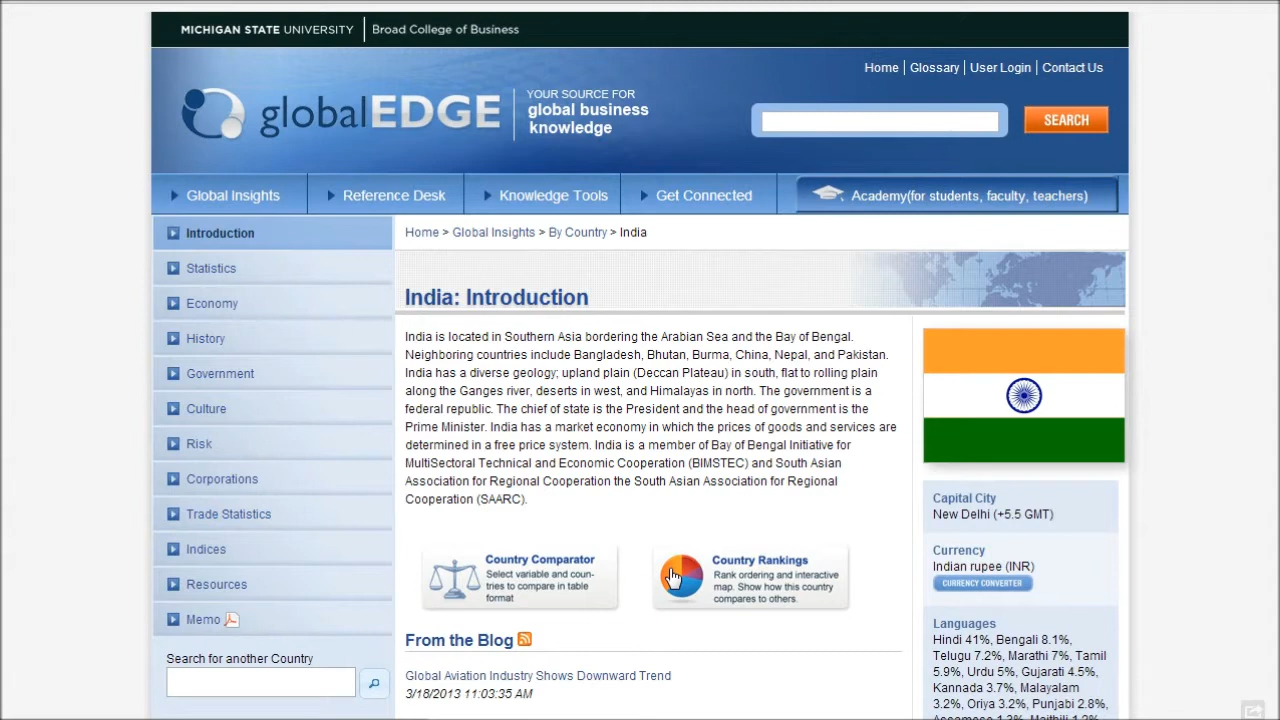 MICHIGAN STATE UNIVERSITY Broad College of Business
Home Glossary User Login Contact Us
globalEDGE
YOUR SOURCE FOR
global business
knowledge
SEARCH
Global Insights
Reference Desk
Knowledge Tools
Get Connected
Academy(for students, faculty, teachers)
Introduction
Statistics
Economy
History
Government
Culture
Risk
Corporations
Trade Statistics
Indices
Resources
Memo
Search for another Country
Home > Global Insights > By Country > India
India: Introduction
India is located in Southern Asia bordering the Arabian Sea and the Bay of Bengal.
Neighboring countries include Bangladesh, Bhutan, Burma, China, Nepal, and Pakistan.
India has a diverse geology; upland plain (Deccan Plateau) in south, flat to rolling plain
along the Ganges river, deserts in west, and Himalayas in north. The government is a
federal republic. The chief of state is the President and the head of government is the
Prime Minister. India has a market economy in which the prices of goods and services are
determined in a free price system. India is a member of Bay of Bengal Initiative for
MultiSectoral Technical and Economic Cooperation (BIMSTEC) and South Asian
Association for Regional Cooperation the South Asian Association for Regional
Cooperation (SAARC).
Country Comparator
Select variable and coun-
tries to compare in table
format
Country Rankings
Rank ordering and interactive
map. Show how this country
compares to others.
From the Blog
Global Aviation Industry Shows Downward Trend
3/18/2013 11:03:35 AM
Capital City
New Delhi (+5.5 GMT)
Currency
Indian rupee (INR)
CURRENCY CONVERTER
Languages
Hindi 41%, Bengali 8.1%,
Telugu 7.2%, Marathi 7%, Tamil
5.9%, Urdu 5%, Gujarati 4.5%,
Kannada 3.7%, Malayalam
3.2%, Oriya 3.2%, Punjabi 2.8%,
Assamese 1.3%, Maithili 1.2%